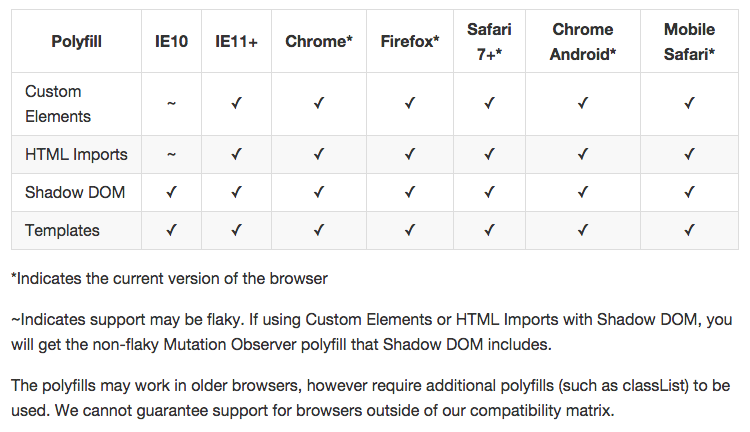 Polyfill IE10 IE11+ Chrome* Firefox* Safari 7+* Chrome Android* Mobile Safari*
Custom Elements ~ ✓ ✓ ✓ ✓ ✓ ✓
HTML Imports ~ ✓ ✓ ✓ ✓ ✓ ✓
Shadow DOM ✓ ✓ ✓ ✓ ✓ ✓ ✓
Templates ✓ ✓ ✓ ✓ ✓ ✓ ✓
*Indicates the current version of the browser
~Indicates support may be flaky. If using Custom Elements or HTML Imports with Shadow DOM, you
will get the non-flaky Mutation Observer polyfill that Shadow DOM includes.
The polyfills may work in older browsers, however require additional polyfills (such as classList) to be
used. We cannot guarantee support for browsers outside of our compatibility matrix.